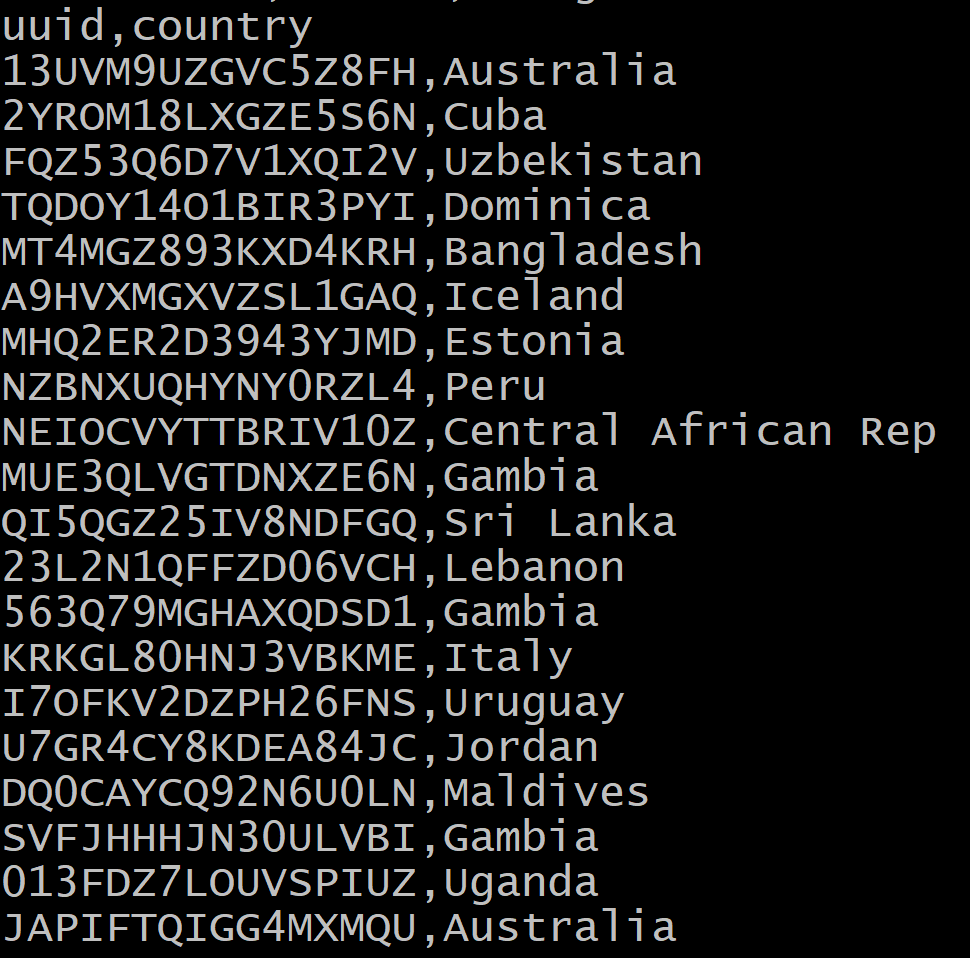 uuid,country
13UVM9UZGVC5Z8FH,Australia
2YROM18LXGZE5S6N,Cuba
FQZ53Q6D7V1XQI2V,Uzbekistan
TQDOY14O1BIR3PYI,Dominica
MT4MGZ893KXD4KRH,Bangladesh
A9HVXMGXVZSL1GAQ,Iceland
MHQ2ER2D3943YJMD,Estonia
NZBNXUQHYNY0RZL4,Peru
NEIOCVYTTBRIV1OZ,Central African Rep
MUE3QLVGTDNXZE6N,Gambia
QI5QGZ25IV8NDFGQ,Sri Lanka
23L2N1QFFZD06VCH,Lebanon
563Q79MGHAXQDSD1,Gambia
KRKGL8OHNJ3VBKME,Italy
I7OFKV2DZPH26FNS,Uruguay
U7GR4CY8KDEA84JC,Jordan
DQ0CAYCQ92N6U0LN,Maldives
SVFJHHHJN30ULVBI,Gambia
013FDZ7LOUVSPIUZ,Uganda
JAPIFTQIGG4MXMQU,Australia